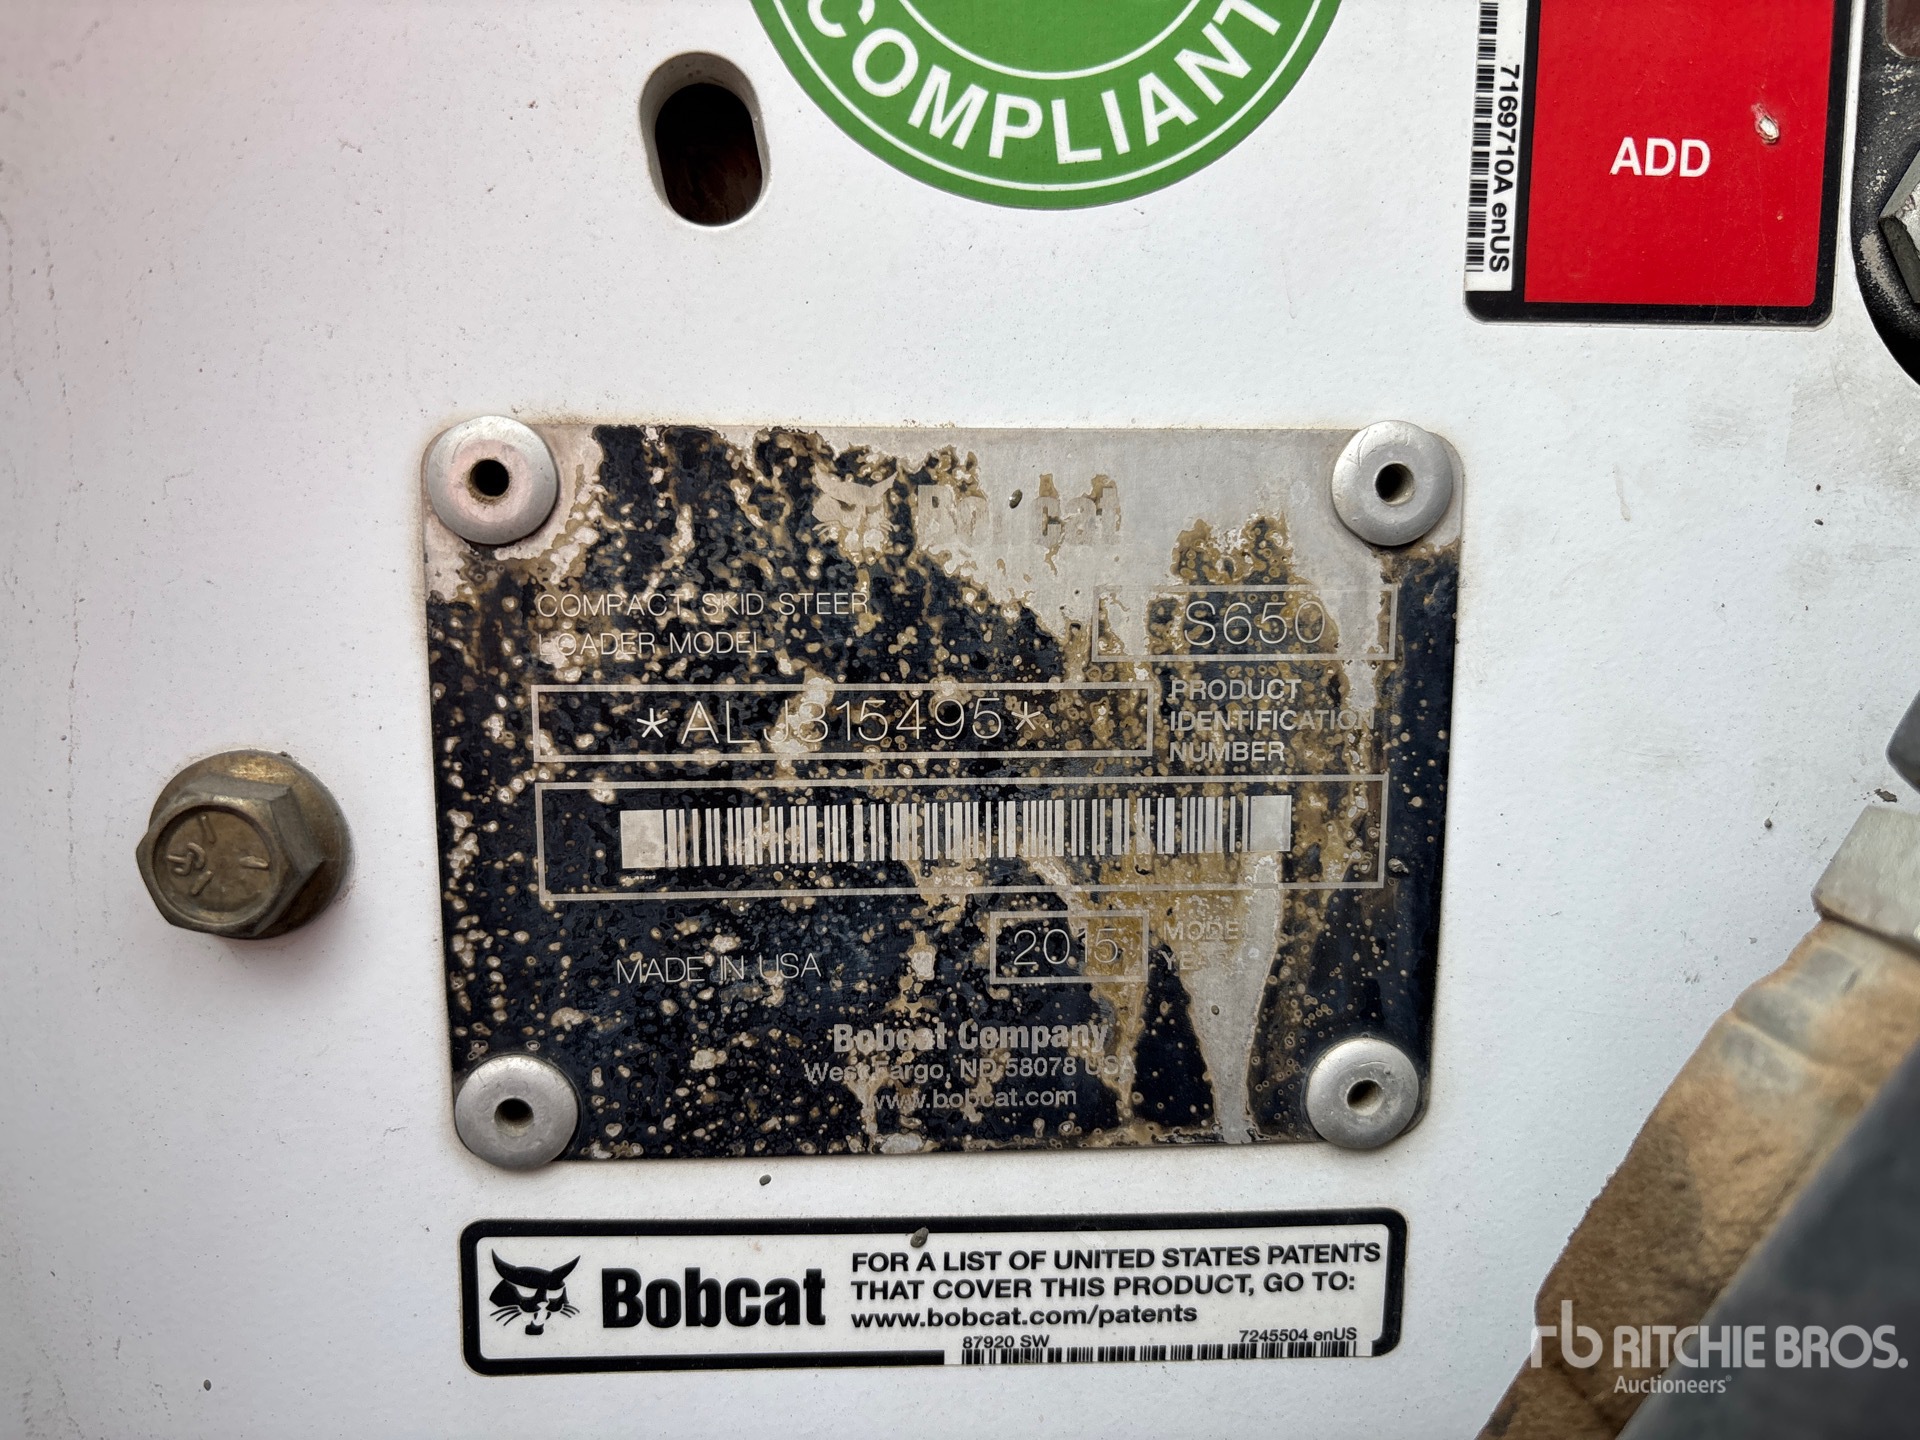 COMPLIANT
7169710A enUS
ADD
Bobcat
COMPACT SKID STEER
LOADER MODEL
S650
*ALJ315495*
PRODUCT
IDENTIFICATION
NUMBER
MADE IN USA
2015
MODEL
YEAR
Bobcat Company
West Fargo, ND 58078 USA
www.bobcat.com
Bobcat
FOR A LIST OF UNITED STATES PATENTS
THAT COVER THIS PRODUCT, GO TO:
www.bobcat.com/patents
87920 SW
7245504 enUS
rb RITCHIE BROS.
Auctioneers